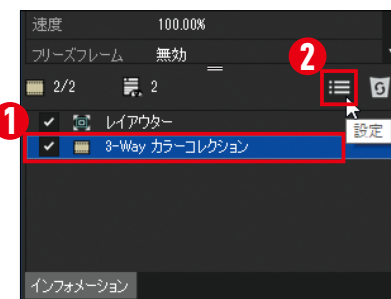 速度 100.00%
フリーズフレーム 無効
2/2 2
2
設定
1
レイアウター
3-Way カラーコレクション
インフォメーション